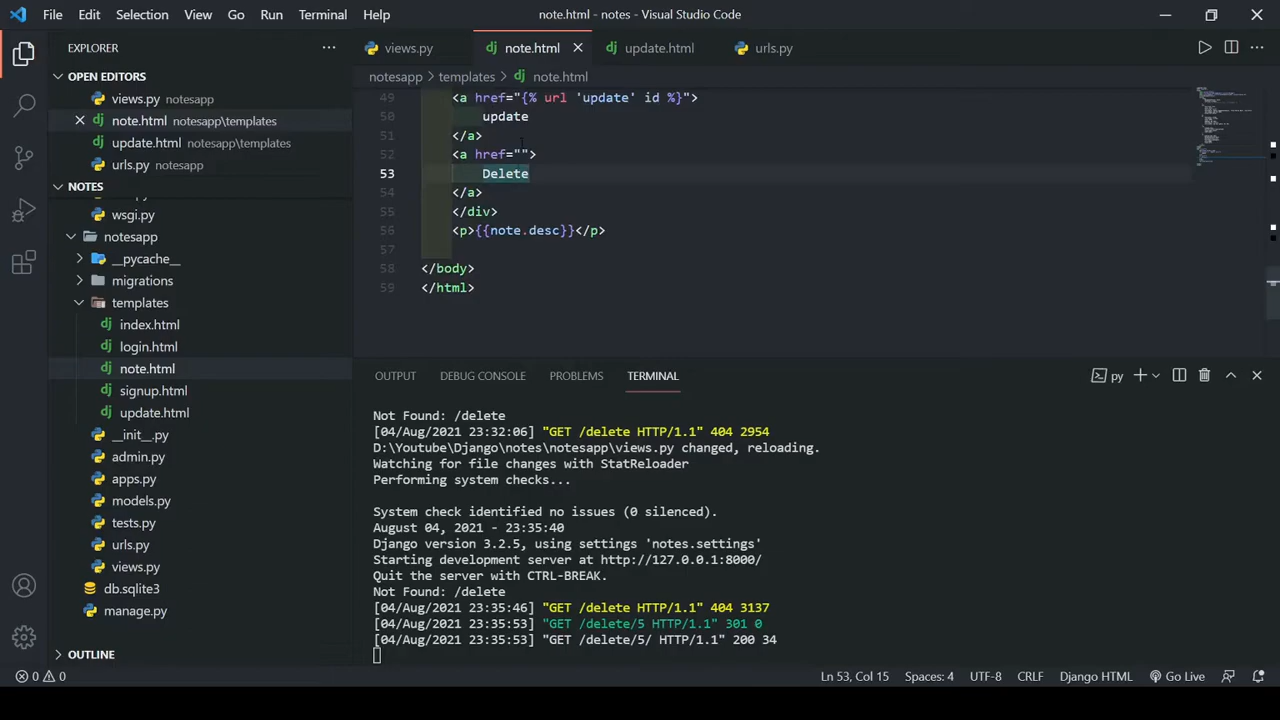 File Edit Selection View Go Run Terminal Help note.html - notes - Visual Studio Code
EXPLORER
OPEN EDITORS
views.py notesapp
note.html notesapp\templates
update.html notesapp\templates
urls.py notesapp
NOTES
wsgi.py
notesapp
__pycache__
migrations
templates
index.html
login.html
note.html
signup.html
update.html
__init__.py
admin.py
apps.py
models.py
tests.py
urls.py
views.py
db.sqlite3
manage.py
OUTLINE
views.py note.html update.html urls.py
notesapp > templates > note.html
49 <a href="{% url 'update' id %}">
50 update
51 </a>
52 <a href="">
53 Delete
54 </a>
55 </div>
56 <p>{{note.desc}}</p>
57
58 </body>
59 </html>
OUTPUT DEBUG CONSOLE PROBLEMS TERMINAL py
Not Found: /delete
[04/Aug/2021 23:32:06] "GET /delete HTTP/1.1" 404 2954
D:\Youtube\Django\notes\notesapp\views.py changed, reloading.
Watching for file changes with StatReloader
Performing system checks...
System check identified no issues (0 silenced).
August 04, 2021 - 23:35:40
Django version 3.2.5, using settings 'notes.settings'
Starting development server at http://127.0.0.1:8000/
Quit the server with CTRL-BREAK.
Not Found: /delete
[04/Aug/2021 23:35:46] "GET /delete HTTP/1.1" 404 3137
[04/Aug/2021 23:35:53] "GET /delete/5 HTTP/1.1" 301 0
[04/Aug/2021 23:35:53] "GET /delete/5/ HTTP/1.1" 200 34
0 0 Ln 53, Col 15 Spaces: 4 UTF-8 CRLF Django HTML Go Live